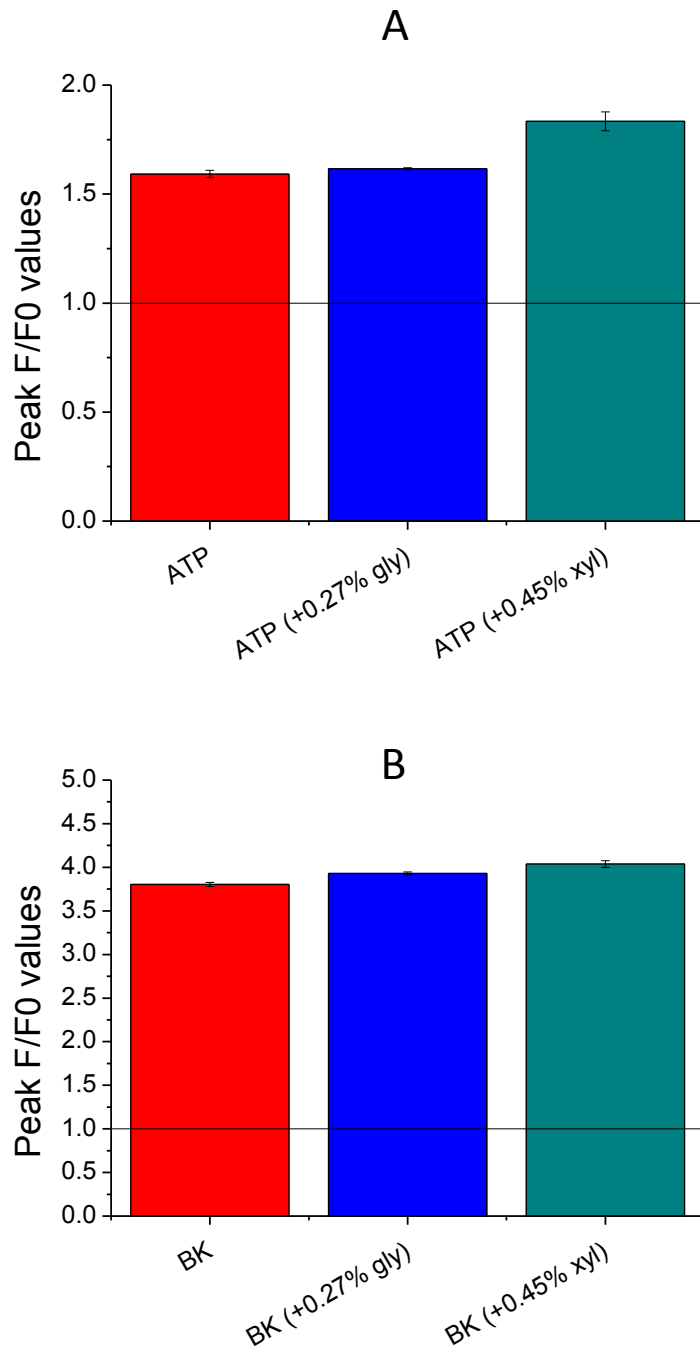 A
Peak F/F0 values
2.0
1.5
1.0
0.5
0.0
ATP
ATP (+0.27% gly)
ATP (+0.45% xyl)
B
Peak F/F0 values
5.0
4.5
4.0
3.5
3.0
2.5
2.0
1.5
1.0
0.5
0.0
BK
BK (+0.27% gly)
BK (+0.45% xyl)